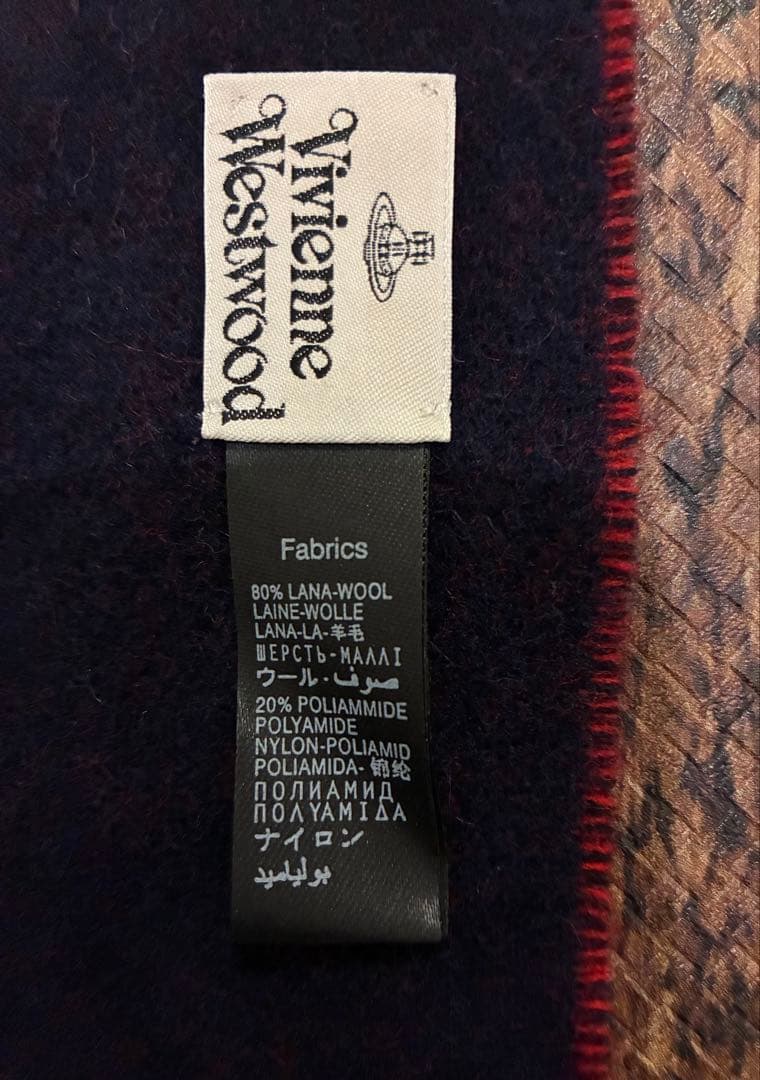 Vivienne
Westwood
Fabrics
80% LANA-WOOL
LAINE-WOLLE
LANA-LA-羊毛
ШЕРСТЬ-ΜΑΛΛΙ
ウール・صوف
20% POLIAMMIDE
POLYAMIDE
NYLON-POLIAMID
POLIAMIDA-锦纶
ПОЛИАМИД
ΠΟΛΥΑΜΙΔΑ
ナイロン
بولياميد